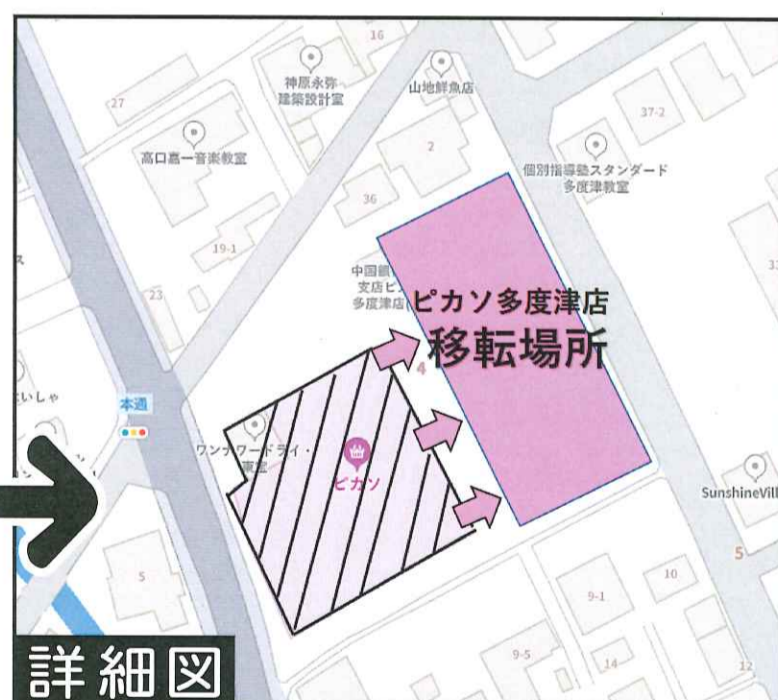 16
神原永弥
建築設計室
山地鮮魚店
27
37-2
高口嘉一音楽教室
2
個別指導塾スタンダード
多度津教室
36
19-1
中国銀
支店ピ
多度津店
ピカソ多度津店
移転場所
4
23
本通
いしゃ
ワンナワードライ・
東室
ピカソ
SunshineVill
5
5
10
9-1
9-5
14
12
詳細図